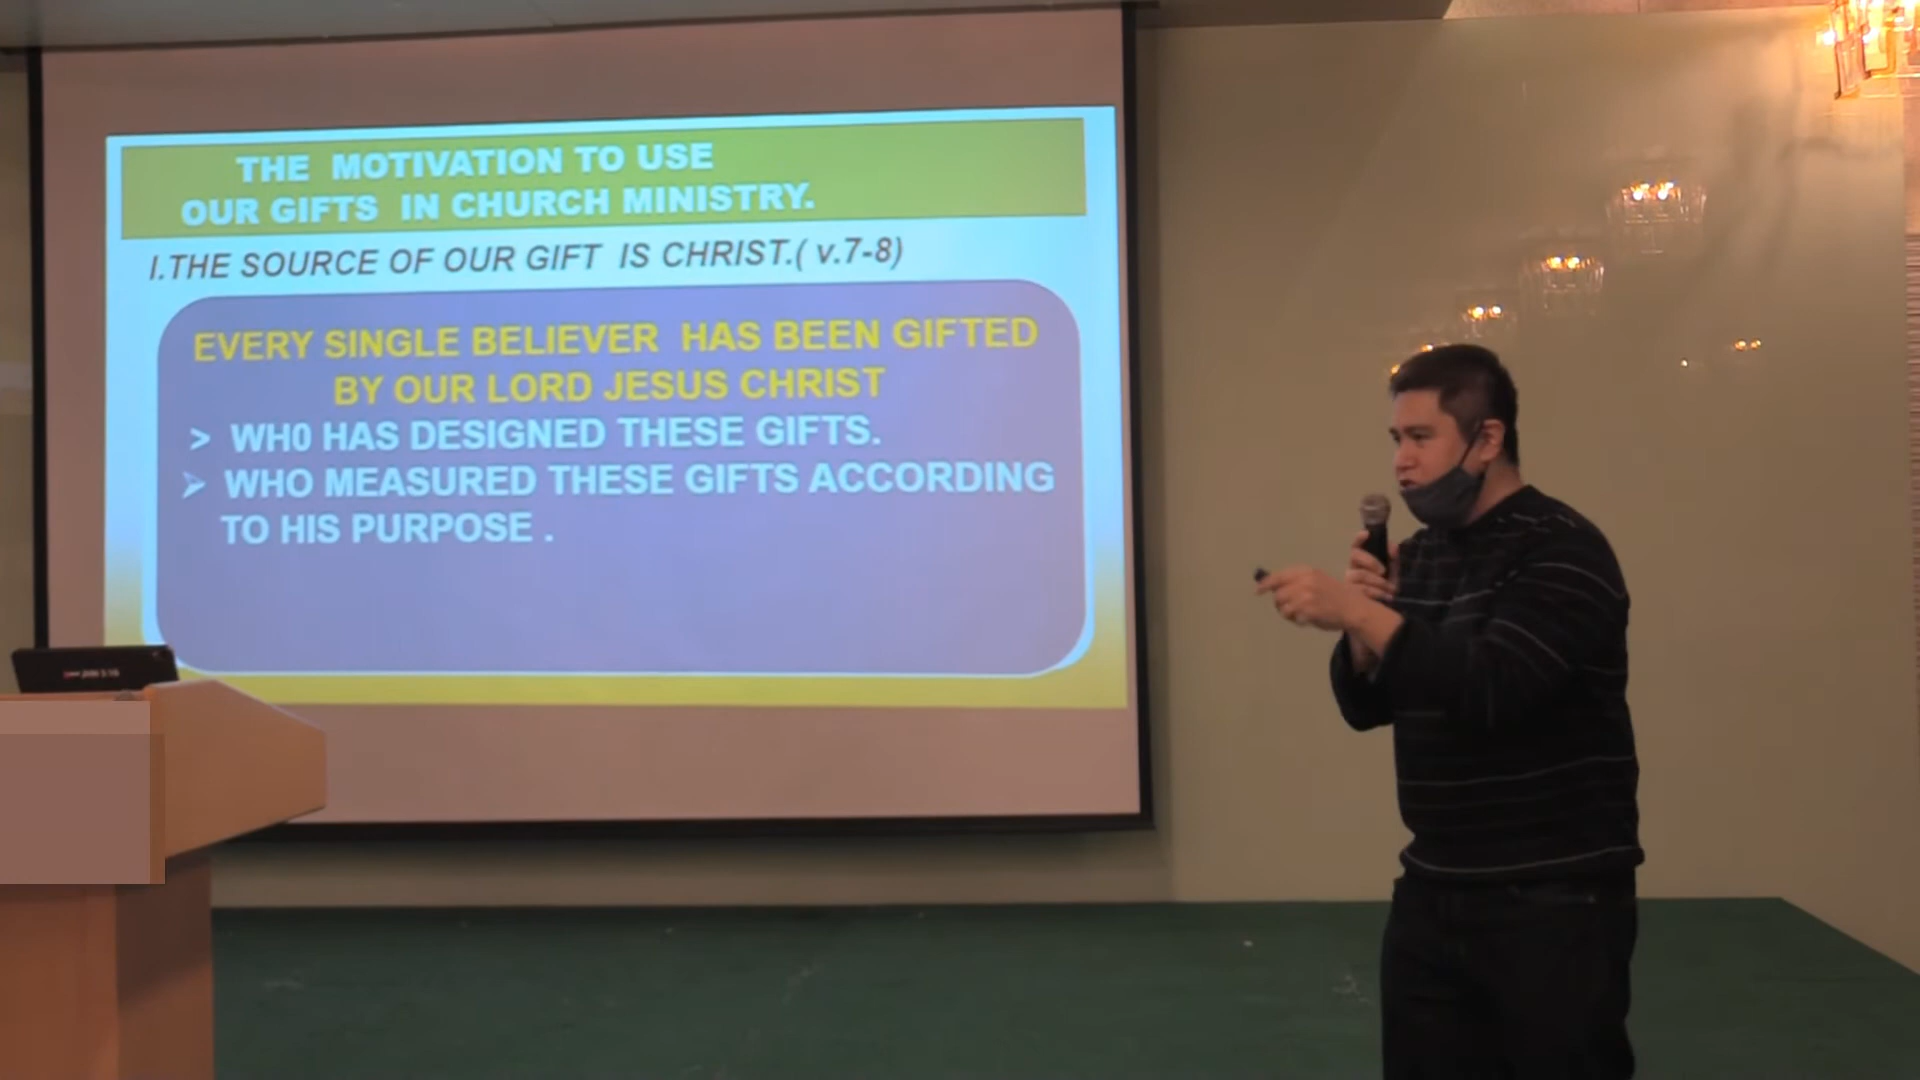 THE MOTIVATION TO USE
OUR GIFTS IN CHURCH MINISTRY.
I.THE SOURCE OF OUR GIFT IS CHRIST.( v.7-8)
EVERY SINGLE BELIEVER HAS BEEN GIFTED
BY OUR LORD JESUS CHRIST
> WH0 HAS DESIGNED THESE GIFTS.
➢ WHO MEASURED THESE GIFTS ACCORDING
TO HIS PURPOSE .